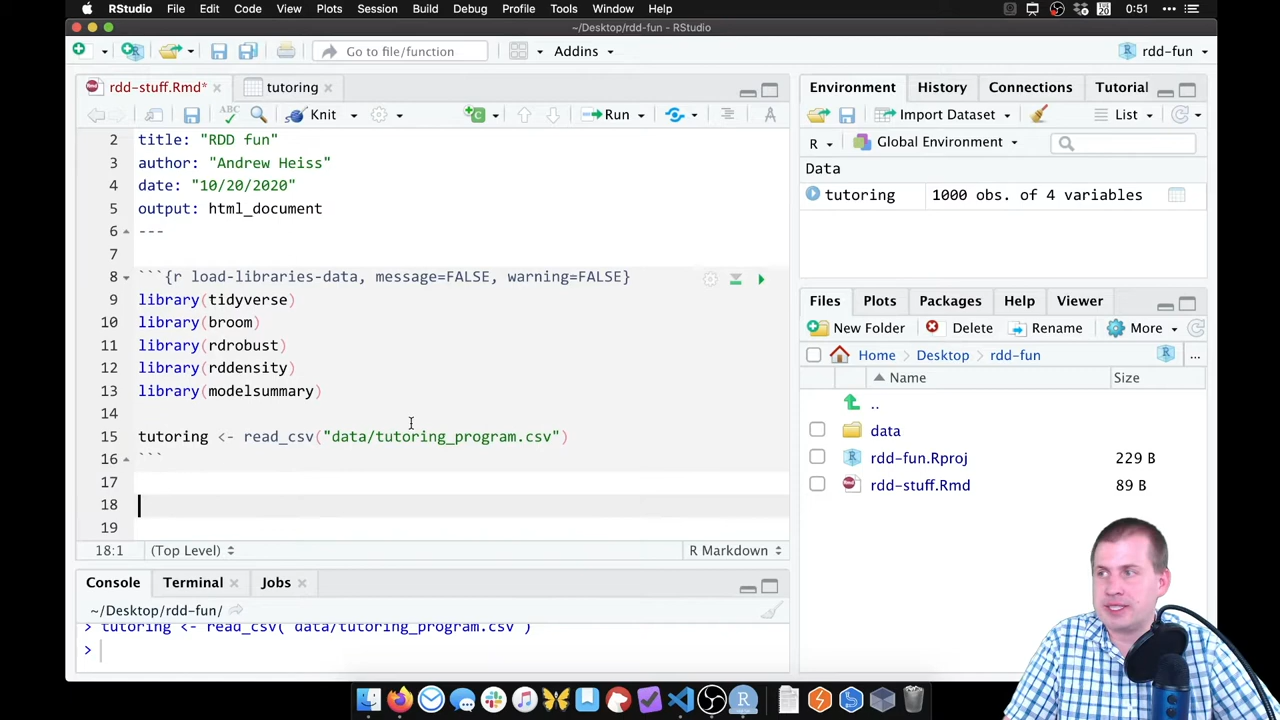 RStudio File Edit Code View Plots Session Build Debug Profile Tools Window Help 20 0:51
~/Desktop/rdd-fun - RStudio
Go to file/function Addins rdd-fun
rdd-stuff.Rmd* tutoring
Knit Run
2 title: "RDD fun"
3 author: "Andrew Heiss"
4 date: "10/20/2020"
5 output: html_document
6 ---
7
8 ```{r load-libraries-data, message=FALSE, warning=FALSE}
9 library(tidyverse)
10 library(broom)
11 library(rdrobust)
12 library(rddensity)
13 library(modelsummary)
14
15 tutoring <- read_csv("data/tutoring_program.csv")
16 ```
17
18
19
18:1 (Top Level) R Markdown
Console Terminal Jobs
~/Desktop/rdd-fun/
> tutoring <- read_csv("data/tutoring_program.csv")
>
Environment History Connections Tutorial
Import Dataset List
R Global Environment
Data
tutoring 1000 obs. of 4 variables
Files Plots Packages Help Viewer
New Folder Delete Rename More
Home Desktop rdd-fun ...
Name Size
..
data
rdd-fun.Rproj 229 B
rdd-stuff.Rmd 89 B